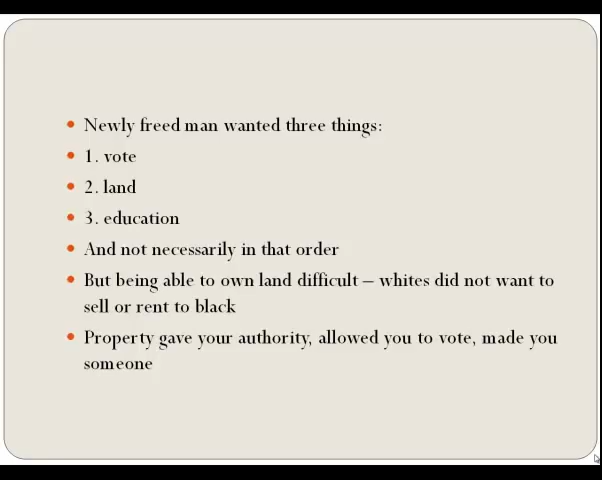 Newly freed man wanted three things:
1. vote
2. land
3. education
And not necessarily in that order
But being able to own land difficult – whites did not want to
sell or rent to black
Property gave your authority, allowed you to vote, made you
someone